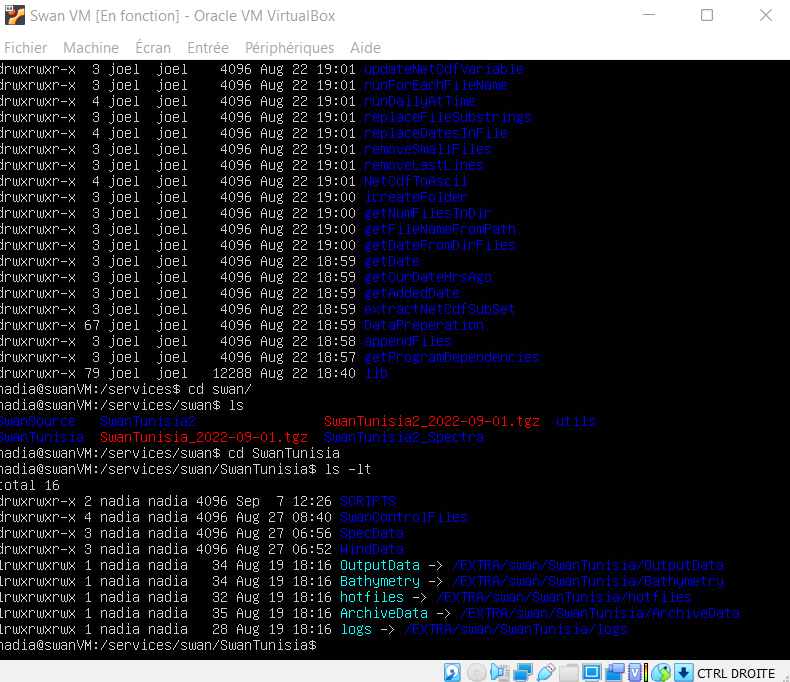 Swan VM [En fonction] - Oracle VM VirtualBox
Fichier Machine Écran Entrée Périphériques Aide
drwxrwxr-x 3 joel joel 4096 Aug 22 19:01 updateNetCdfVariable
drwxrwxr-x 3 joel joel 4096 Aug 22 19:01 runForEachFileName
drwxrwxr-x 4 joel joel 4096 Aug 22 19:01 runDailyAtTime
drwxrwxr-x 3 joel joel 4096 Aug 22 19:01 replaceFileSubstrings
drwxrwxr-x 4 joel joel 4096 Aug 22 19:01 replaceDatesInFile
drwxrwxr-x 3 joel joel 4096 Aug 22 19:01 removeSmallFiles
drwxrwxr-x 3 joel joel 4096 Aug 22 19:01 removeLastLines
drwxrwxr-x 4 joel joel 4096 Aug 22 19:01 NetCdfToAscii
drwxrwxr-x 3 joel joel 4096 Aug 22 19:00 icreateFolder
drwxrwxr-x 3 joel joel 4096 Aug 22 19:00 getNumFilesInDir
drwxrwxr-x 3 joel joel 4096 Aug 22 19:00 getFileNameFromPath
drwxrwxr-x 3 joel joel 4096 Aug 22 19:00 getDateFromDirFiles
drwxrwxr-x 3 joel joel 4096 Aug 22 18:59 getDate
drwxrwxr-x 3 joel joel 4096 Aug 22 18:59 getCurDateHrsAgo
drwxrwxr-x 3 joel joel 4096 Aug 22 18:59 getAddedDate
drwxrwxr-x 3 joel joel 4096 Aug 22 18:59 extractNetCdfSubSet
drwxrwxr-x 67 joel joel 4096 Aug 22 18:59 DataPreperation
drwxrwxr-x 3 joel joel 4096 Aug 22 18:58 appendFiles
drwxrwxr-x 3 joel joel 4096 Aug 22 18:57 getProgramDependencies
drwxrwxr-x 79 joel joel 12288 Aug 22 18:40 lib
nadia@swanVM:/services$ cd swan/
nadia@swanVM:/services/swan$ ls
SwanSource SwanTunisia2 SwanTunisia2_2022-09-01.tgz utils
SwanTunisia SwanTunisia_2022-09-01.tgz SwanTunisia2_Spectra
nadia@swanVM:/services/swan$ cd SwanTunisia
nadia@swanVM:/services/swan/SwanTunisia$ ls -lt
total 16
drwxrwxr-x 2 nadia nadia 4096 Sep 7 12:26 SCRIPTS
drwxrwxr-x 4 nadia nadia 4096 Aug 27 08:40 SwanControlFiles
drwxrwxr-x 3 nadia nadia 4096 Aug 27 06:56 SpecData
drwxrwxr-x 3 nadia nadia 4096 Aug 27 06:52 WindData
lrwxrwxrwx 1 nadia nadia 34 Aug 19 18:16 OutputData -> /EXTRA/swan/SwanTunisia/OutputData
lrwxrwxrwx 1 nadia nadia 34 Aug 19 18:16 Bathymetry -> /EXTRA/swan/SwanTunisia/Bathymetry
lrwxrwxrwx 1 nadia nadia 32 Aug 19 18:16 hotfiles -> /EXTRA/swan/SwanTunisia/hotfiles
lrwxrwxrwx 1 nadia nadia 35 Aug 19 18:16 ArchiveData -> /EXTRA/swan/SwanTunisia/ArchiveData
lrwxrwxrwx 1 nadia nadia 28 Aug 19 18:16 logs -> /EXTRA/swan/SwanTunisia/logs
nadia@swanVM:/services/swan/SwanTunisia$
CTRL DROITE